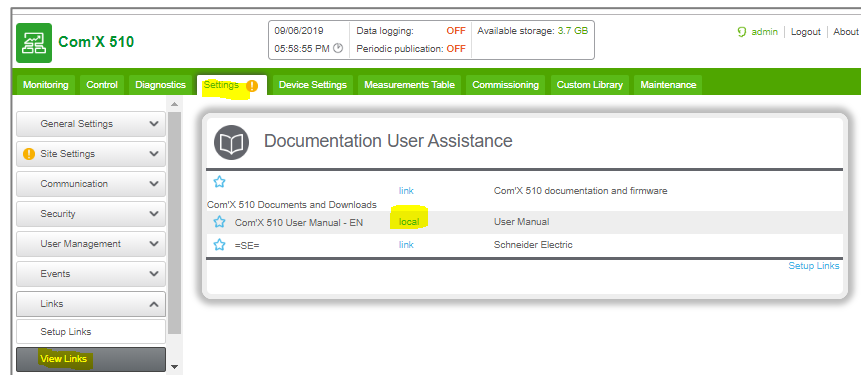 Com'X 510
09/06/2019
05:58:55 PM
Data logging: OFF
Periodic publication: OFF
Available storage: 3.7 GB
admin Logout About
Monitoring Control Diagnostics Settings Device Settings Measurements Table Commissioning Custom Library Maintenance
General Settings
Site Settings
Communication
Security
User Management
Events
Links
Setup Links
View Links
Documentation User Assistance
link Com'X 510 documentation and firmware
Com'X 510 Documents and Downloads
Com'X 510 User Manual - EN local User Manual
=SE= link Schneider Electric
Setup Links